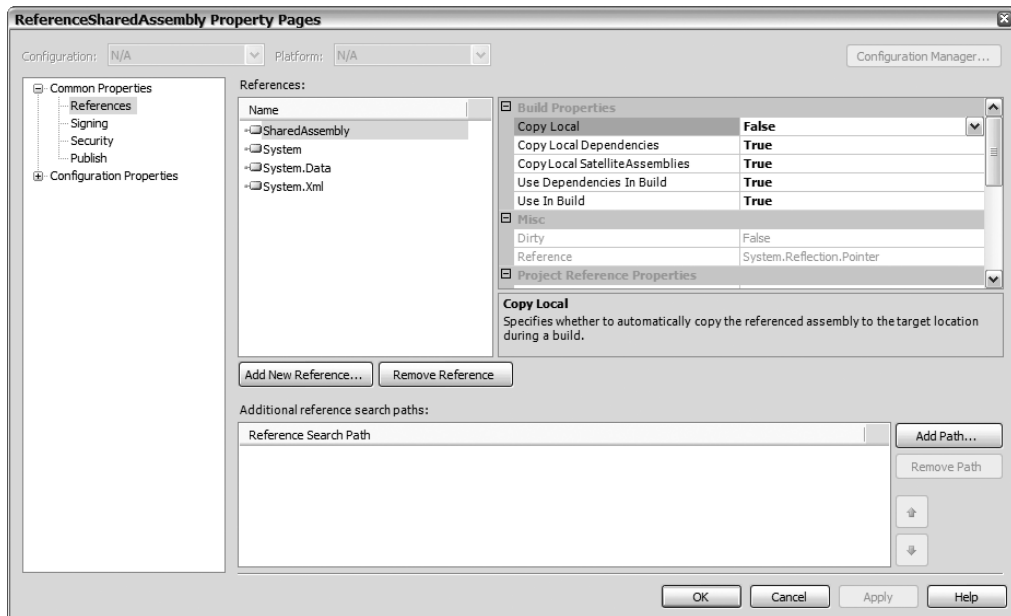 ReferenceSharedAssembly Property Pages
Configuration: N/A Platform: N/A Configuration Manager...
Common Properties
References
Signing
Security
Publish
Configuration Properties
References:
Name
SharedAssembly
System
System.Data
System.Xml
Build Properties
Copy Local False
Copy Local Dependencies True
Copy Local Satellite Assemblies True
Use Dependencies In Build True
Use In Build True
Misc
Dirty False
Reference System.Reflection.Pointer
Project Reference Properties
Copy Local
Specifies whether to automatically copy the referenced assembly to the target location
during a build.
Add New Reference... Remove Reference
Additional reference search paths:
Reference Search Path
Add Path...
Remove Path
OK Cancel Apply Help